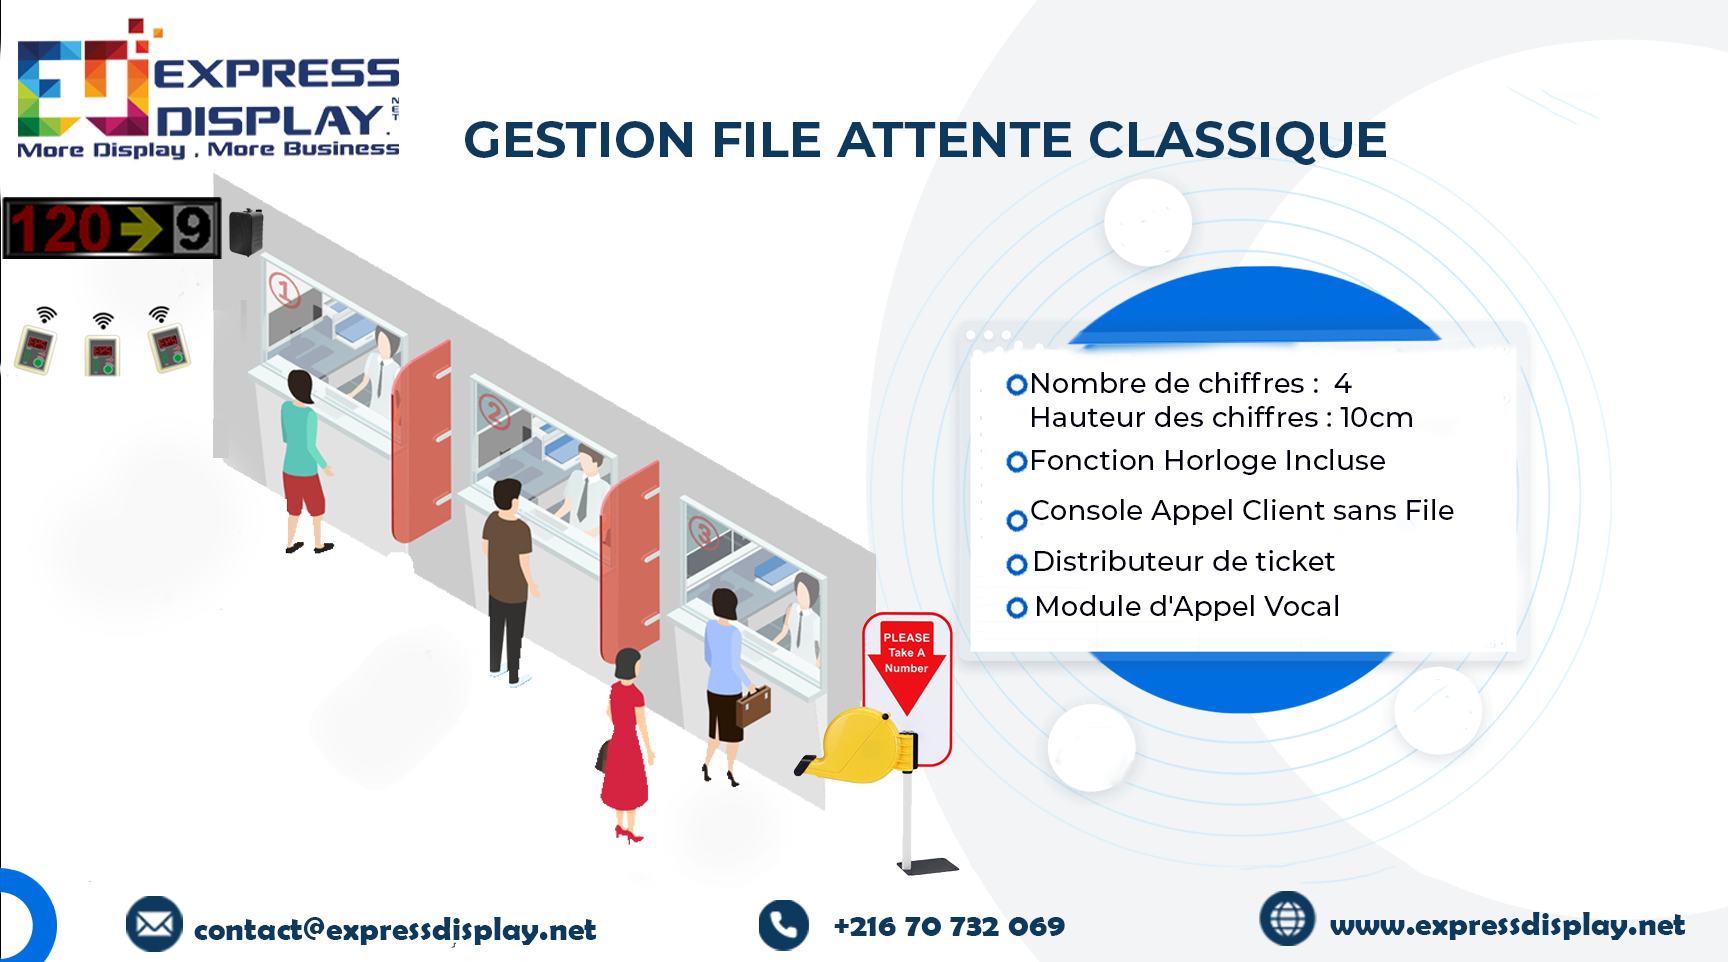 EXPRESS
DISPLAY.
NET
More Display , More Business
GESTION FILE ATTENTE CLASSIQUE
120 9
1
2
3
PLEASE
Take A
Number
Nombre de chiffres : 4
Hauteur des chiffres : 10cm
Fonction Horloge Incluse
Console Appel Client sans File
Distributeur de ticket
Module d'Appel Vocal
contact@expressdisplay.net
+216 70 732 069
www.expressdisplay.net